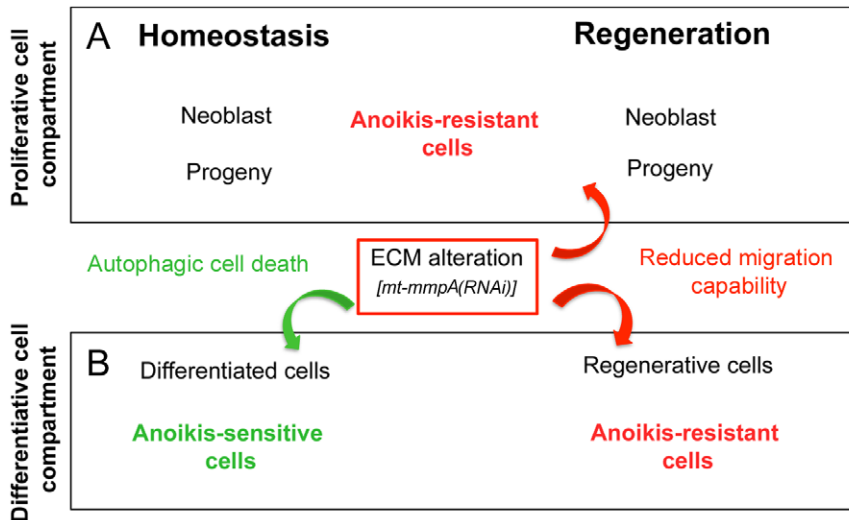 Proliferative cell
compartment
A
Homeostasis
Regeneration
Neoblast
Progeny
Anoikis-resistant
cells
Neoblast
Progeny
Autophagic cell death
ECM alteration
[mt-mmpA(RNAi)]
Reduced migration
capability
Differentiative cell
compartment
B
Differentiated cells
Regenerative cells
Anoikis-sensitive
cells
Anoikis-resistant
cells